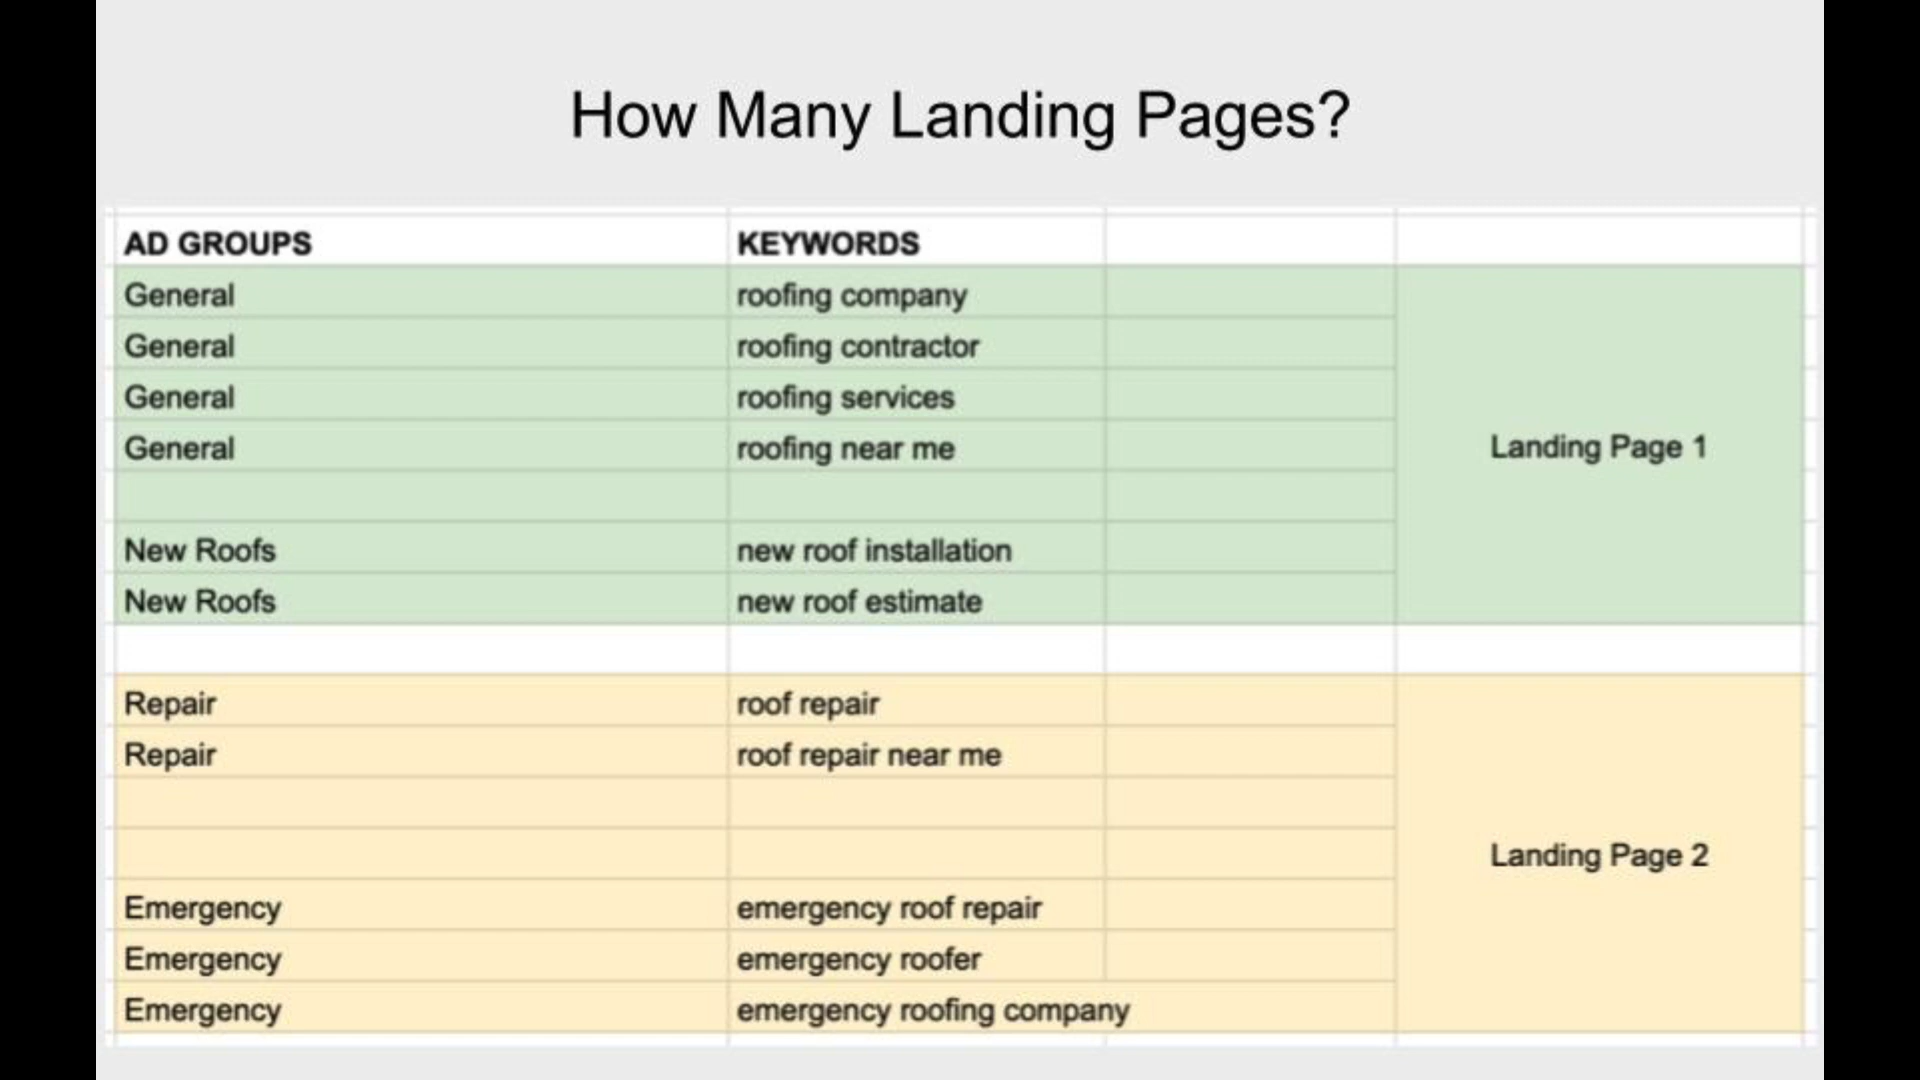 How Many Landing Pages?
AD GROUPS KEYWORDS
General roofing company
General roofing contractor
General roofing services
General roofing near me
Landing Page 1
New Roofs new roof installation
New Roofs new roof estimate
Repair roof repair
Repair roof repair near me
Landing Page 2
Emergency emergency roof repair
Emergency emergency roofer
Emergency emergency roofing company